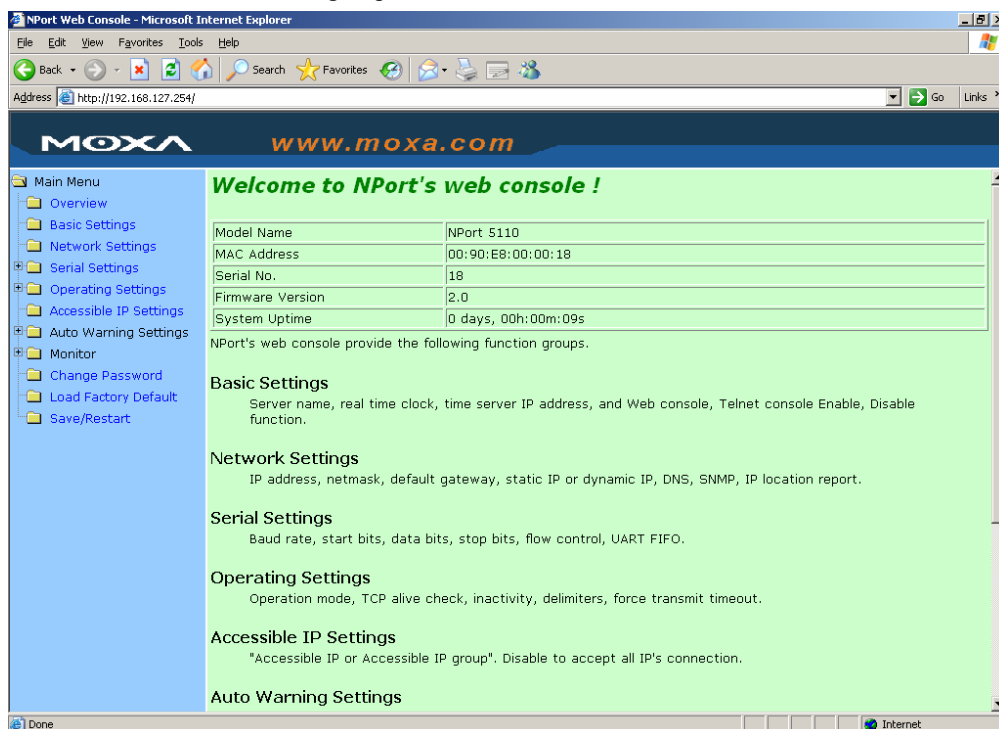 NPort Web Console - Microsoft Internet Explorer
File Edit View Favorites Tools Help
Back Search Favorites
Address http://192.168.127.254/ Go Links
MOXA www.moxa.com
Main Menu
Overview
Basic Settings
Network Settings
Serial Settings
Operating Settings
Accessible IP Settings
Auto Warning Settings
Monitor
Change Password
Load Factory Default
Save/Restart
Welcome to NPort's web console !
Model Name NPort 5110
MAC Address 00:90:E8:00:00:18
Serial No. 18
Firmware Version 2.0
System Uptime 0 days, 00h:00m:09s
NPort's web console provide the following function groups.
Basic Settings
Server name, real time clock, time server IP address, and Web console, Telnet console Enable, Disable
function.
Network Settings
IP address, netmask, default gateway, static IP or dynamic IP, DNS, SNMP, IP location report.
Serial Settings
Baud rate, start bits, data bits, stop bits, flow control, UART FIFO.
Operating Settings
Operation mode, TCP alive check, inactivity, delimiters, force transmit timeout.
Accessible IP Settings
"Accessible IP or Accessible IP group". Disable to accept all IP's connection.
Auto Warning Settings
Done Internet